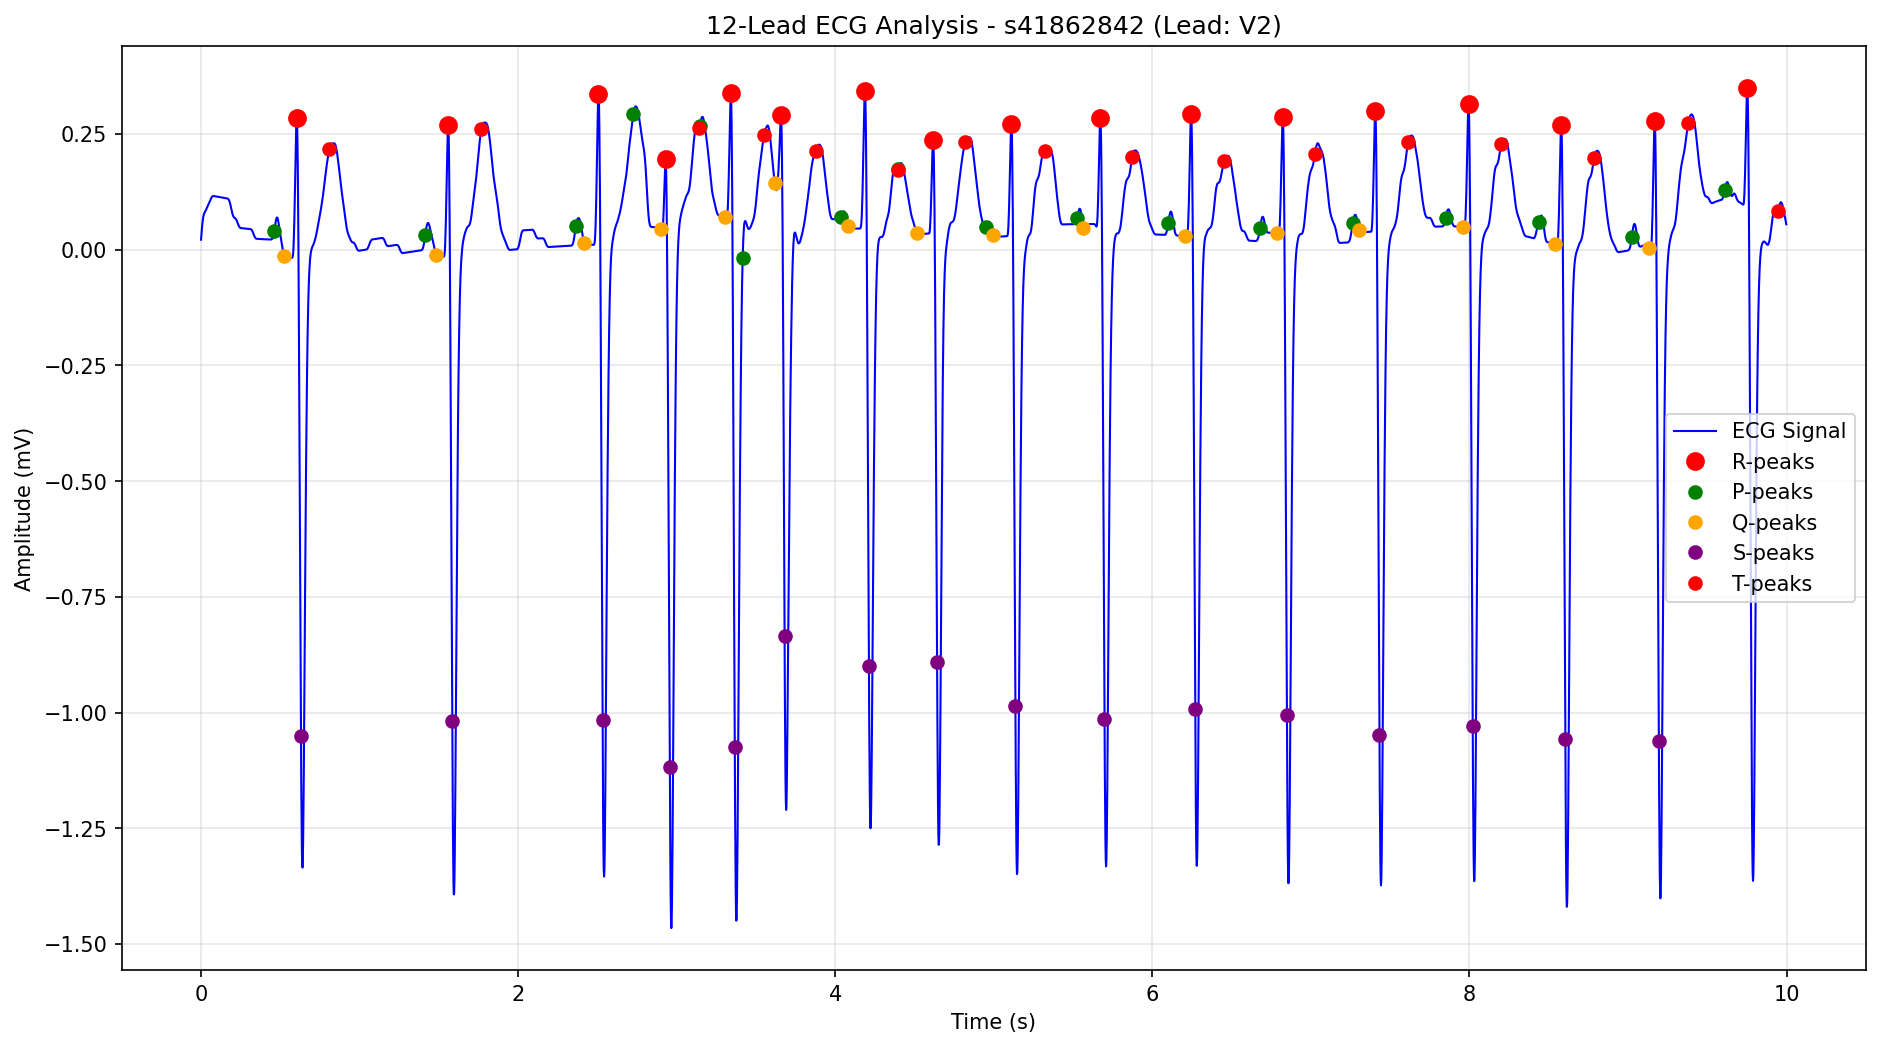 12-Lead ECG Analysis - s41862842 (Lead: V2)
0.25
0.00
−0.25
−0.50
−0.75
−1.00
−1.25
−1.50
Amplitude (mV)
ECG Signal
R-peaks
P-peaks
Q-peaks
S-peaks
T-peaks
0 2 4 6 8 10
Time (s)